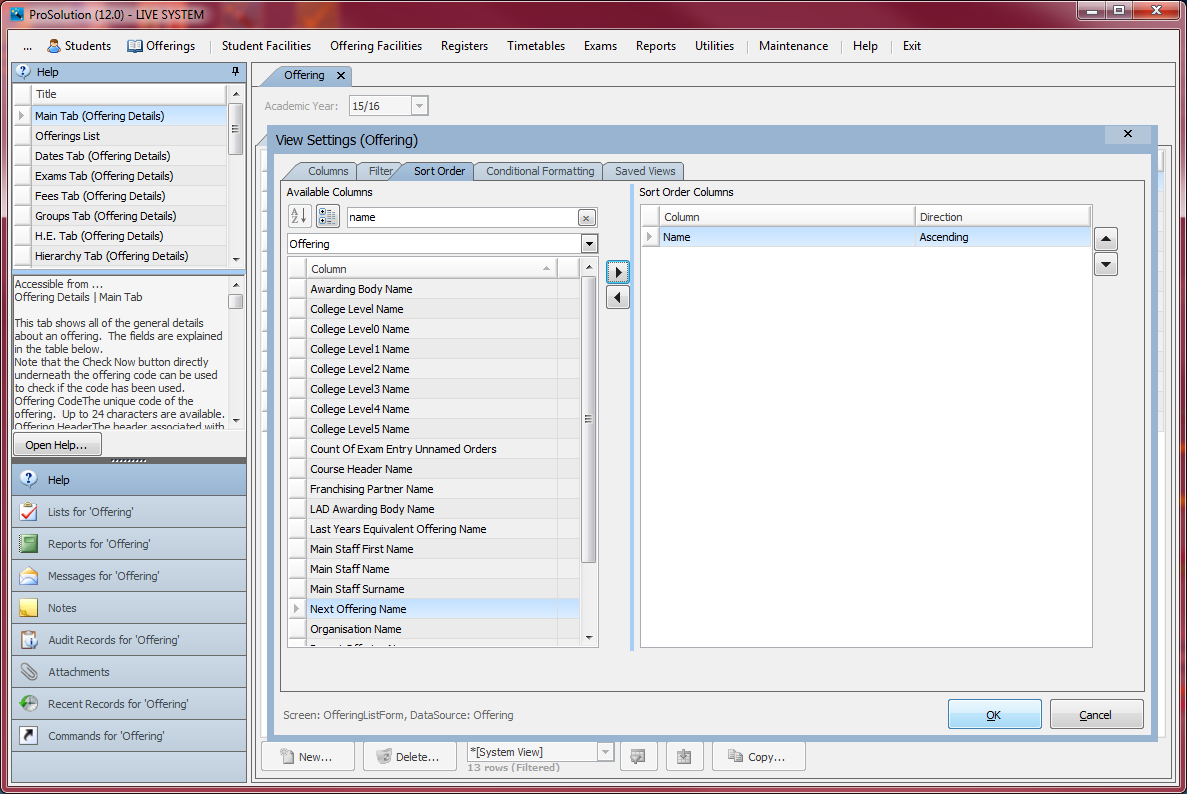 ProSolution (12.0) - LIVE SYSTEM
... Students Offerings Student Facilities Offering Facilities Registers Timetables Exams Reports Utilities Maintenance Help Exit
Help
Title
Main Tab (Offering Details)
Offerings List
Dates Tab (Offering Details)
Exams Tab (Offering Details)
Fees Tab (Offering Details)
Groups Tab (Offering Details)
H.E. Tab (Offering Details)
Hierarchy Tab (Offering Details)
Accessible from ...
Offering Details | Main Tab
This tab shows all of the general details
about an offering. The fields are explained
in the table below.
Note that the Check Now button directly
underneath the offering code can be used
to check if the code has been used.
Offering CodeThe unique code of the
offering. Up to 24 characters are available.
Offering HeaderThe header associated with
Open Help...
Help
Lists for 'Offering'
Reports for 'Offering'
Messages for 'Offering'
Notes
Audit Records for 'Offering'
Attachments
Recent Records for 'Offering'
Commands for 'Offering'
Offering
Academic Year: 15/16
View Settings (Offering)
Columns Filter Sort Order Conditional Formatting Saved Views
Available Columns
name
Offering
Column
Awarding Body Name
College Level Name
College Level0 Name
College Level1 Name
College Level2 Name
College Level3 Name
College Level4 Name
College Level5 Name
Count Of Exam Entry Unnamed Orders
Course Header Name
Franchising Partner Name
LAD Awarding Body Name
Last Years Equivalent Offering Name
Main Staff First Name
Main Staff Name
Main Staff Surname
Next Offering Name
Organisation Name
Sort Order Columns
Column Direction
Name Ascending
Screen: OfferingListForm, DataSource: Offering
OK Cancel
New... Delete... *[System View] Copy...
13 rows (Filtered)